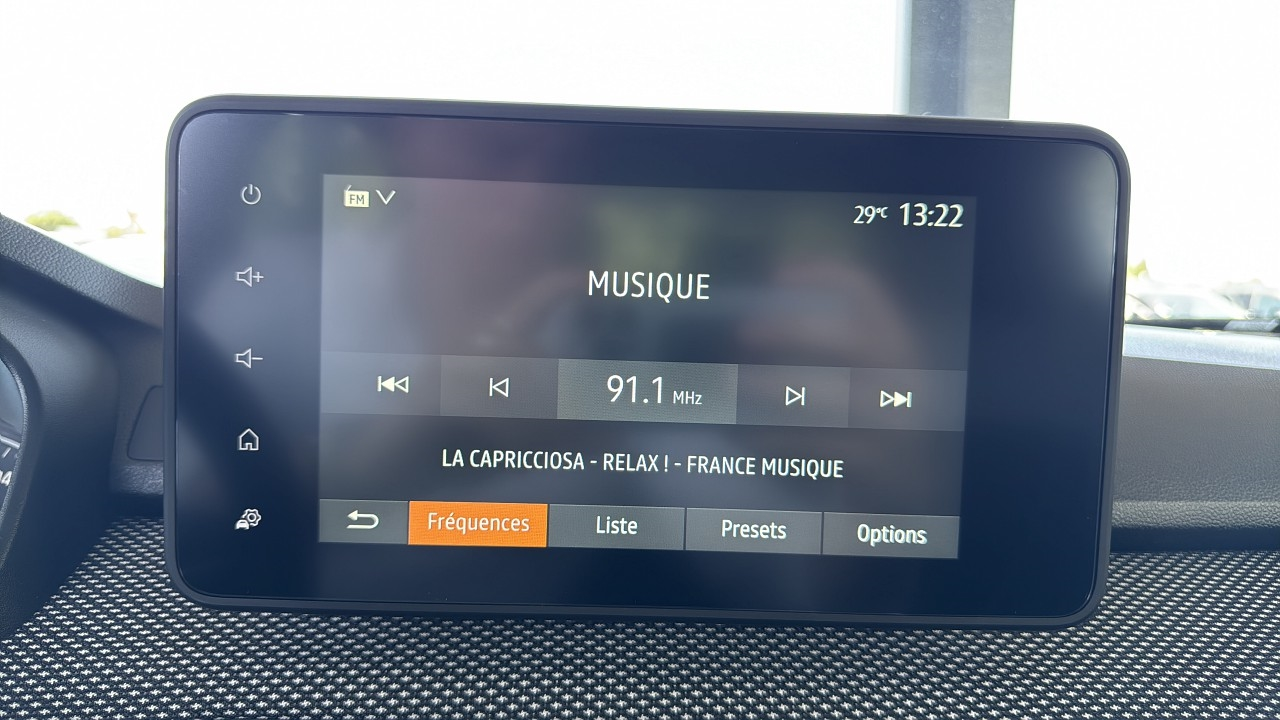 FM
29°C 13:22
MUSIQUE
91.1 MHz
LA CAPRICCIOSA - RELAX ! - FRANCE MUSIQUE
Fréquences Liste Presets Options